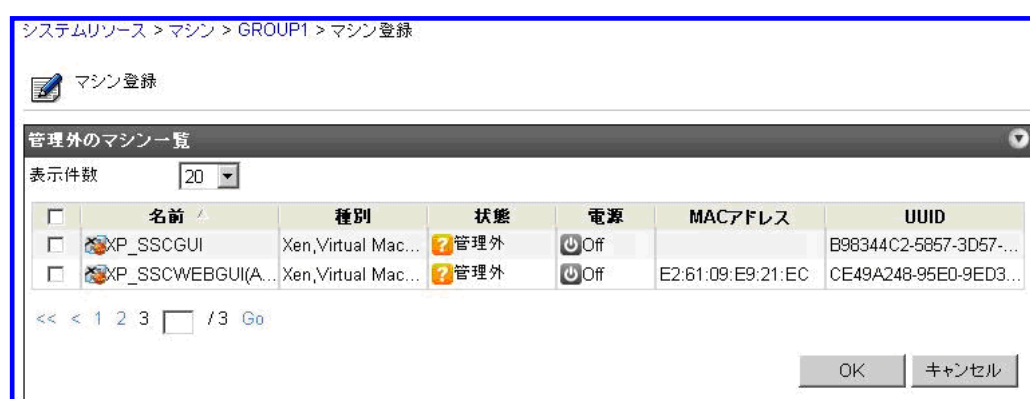 システムリソース > マシン > GROUP1 > マシン登録
マシン登録
管理外のマシン一覧
表示件数 20
名前 種別 状態 電源 MACアドレス UUID
XP_SSCGUI Xen,Virtual Mac... ?管理外 Off B98344C2-5857-3D57-...
XP_SSCWEBGUI(A... Xen,Virtual Mac... ?管理外 Off E2:61:09:E9:21:EC CE49A248-95E0-9ED3...
<< < 1 2 3 /3 Go
OK キャンセル